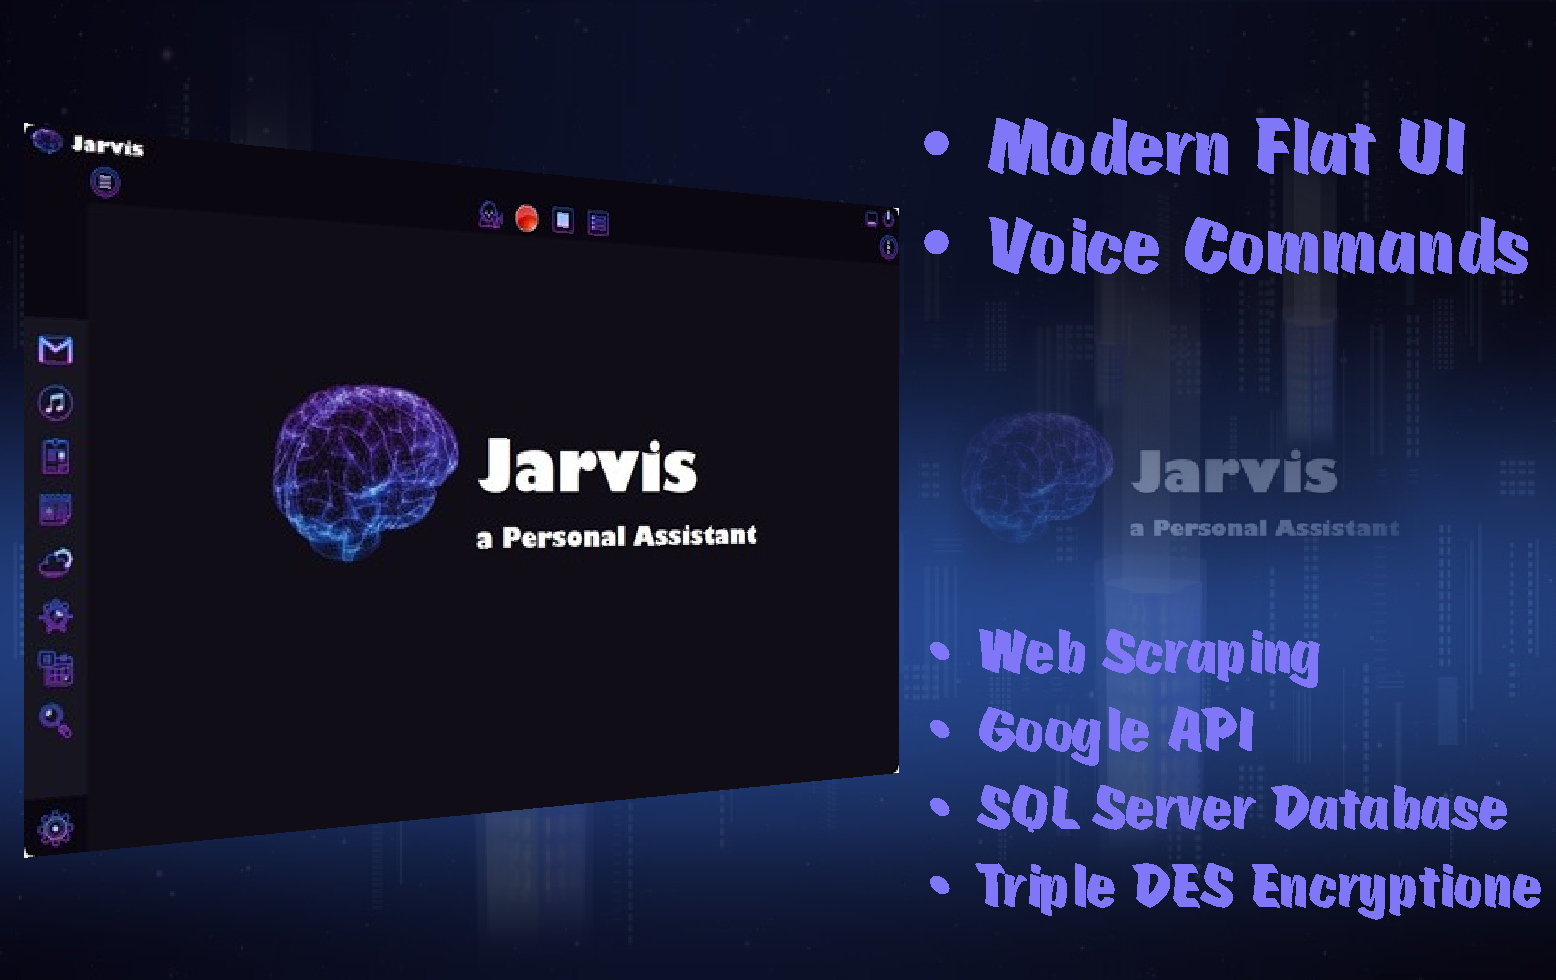 Jarvis
Jarvis
a Personal Assistant
• Modern Flat UI
• Voice Commands
Jarvis
a Personal Assistant
• Web Scraping
• Google API
• SQL Server Database
• Triple DES Encryptione